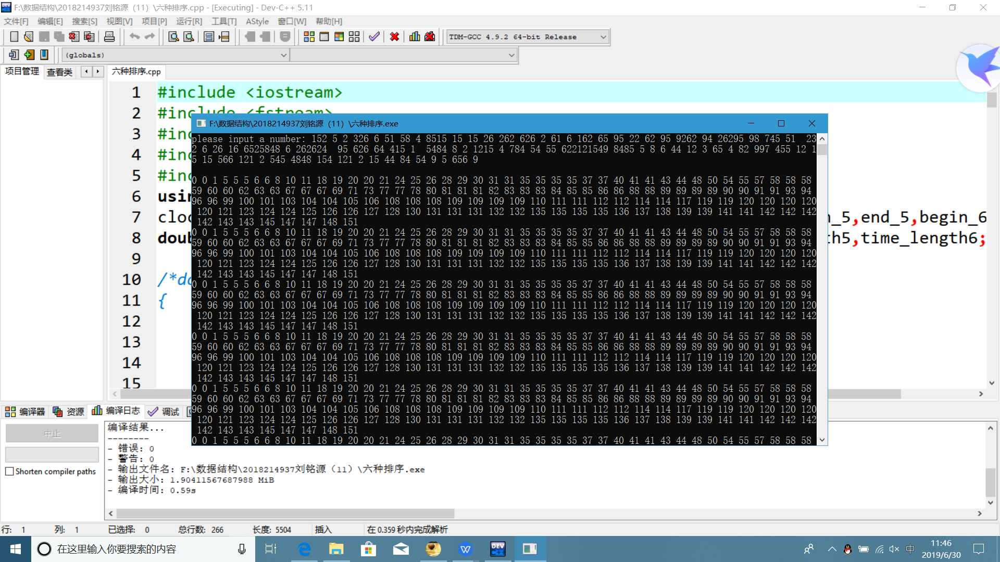 F:\数据结构\2018214937刘铭源（11）\六种排序.cpp - [Executing] - Dev-C++ 5.11
文件[F] 编辑[E] 搜索[S] 视图[V] 项目[P] 运行[R] 工具[T] AStyle 窗口[W] 帮助[H]
TDM-GCC 4.9.2 64-bit Release
(globals)
项目管理 查看类 六种排序.cpp
1 #include <iostream>
2 #include <fstream>
3 #inc
4 #inc
5 #inc
6 usin
7 cloc
n_5,end_5,begin_6
8 doub
th5,time_length6;
9
10 /*do
11 {
12
13
14
15
F:\数据结构\2018214937刘铭源（11）\六种排序.exe
please input a number: 152 5 2 326 6 51 58 4 8515 15 15 26 262 626 2 61 6 162 65 95 22 62 95 9262 94 26295 98 745 51  23
2 6 26 16 6525848 6 262624  95 626 64 415 1  5484 8 2 1215 4 784 54 55 622121549 8485 5 8 6 44 12 3 65 4 82 997 455 12 1
5 15 566 121 2 545 4848 154 121 2 15 44 84 54 9 5 656 9
0 0 1 5 5 5 6 6 8 10 11 18 19 20 20 21 24 25 26 28 29 30 31 31 35 35 35 35 37 37 40 41 41 43 44 48 50 54 55 57 58 58 58
59 60 60 62 63 63 67 67 67 69 71 73 77 77 78 80 81 81 81 82 83 83 83 84 85 85 86 86 88 88 89 89 89 89 90 90 91 91 93 94
96 96 99 100 101 103 104 104 105 106 108 108 108 109 109 109 109 110 111 111 112 112 114 114 117 119 119 120 120 120 120
120 121 123 124 124 125 126 126 127 128 130 131 131 131 132 132 135 135 135 135 136 137 138 139 139 141 141 142 142 142
142 143 143 145 147 147 148 151
0 0 1 5 5 5 6 6 8 10 11 18 19 20 20 21 24 25 26 28 29 30 31 31 35 35 35 35 37 37 40 41 41 43 44 48 50 54 55 57 58 58 58
59 60 60 62 63 63 67 67 67 69 71 73 77 77 78 80 81 81 81 82 83 83 83 84 85 85 86 86 88 88 89 89 89 89 90 90 91 91 93 94
96 96 99 100 101 103 104 104 105 106 108 108 108 109 109 109 109 110 111 111 112 112 114 114 117 119 119 120 120 120 120
120 121 123 124 124 125 126 126 127 128 130 131 131 131 132 132 135 135 135 135 136 137 138 139 139 141 141 142 142 142
142 143 143 145 147 147 148 151
0 0 1 5 5 5 6 6 8 10 11 18 19 20 20 21 24 25 26 28 29 30 31 31 35 35 35 35 37 37 40 41 41 43 44 48 50 54 55 57 58 58 58
59 60 60 62 63 63 67 67 67 69 71 73 77 77 78 80 81 81 81 82 83 83 83 84 85 85 86 86 88 88 89 89 89 89 90 90 91 91 93 94
96 96 99 100 101 103 104 104 105 106 108 108 108 109 109 109 109 110 111 111 112 112 114 114 117 119 119 120 120 120 120
120 121 123 124 124 125 126 126 127 128 130 131 131 131 132 132 135 135 135 135 136 137 138 139 139 141 141 142 142 142
142 143 143 145 147 147 148 151
0 0 1 5 5 5 6 6 8 10 11 18 19 20 20 21 24 25 26 28 29 30 31 31 35 35 35 35 37 37 40 41 41 43 44 48 50 54 55 57 58 58 58
59 60 60 62 63 63 67 67 67 69 71 73 77 77 78 80 81 81 81 82 83 83 83 84 85 85 86 86 88 88 89 89 89 89 90 90 91 91 93 94
96 96 99 100 101 103 104 104 105 106 108 108 108 109 109 109 109 110 111 111 112 112 114 114 117 119 119 120 120 120 120
120 121 123 124 124 125 126 126 127 128 130 131 131 131 132 132 135 135 135 135 136 137 138 139 139 141 141 142 142 142
142 143 143 145 147 147 148 151
0 0 1 5 5 5 6 6 8 10 11 18 19 20 20 21 24 25 26 28 29 30 31 31 35 35 35 35 37 37 40 41 41 43 44 48 50 54 55 57 58 58 58
59 60 60 62 63 63 67 67 67 69 71 73 77 77 78 80 81 81 81 82 83 83 83 84 85 85 86 86 88 88 89 89 89 89 90 90 91 91 93 94
96 96 99 100 101 103 104 104 105 106 108 108 108 109 109 109 109 110 111 111 112 112 114 114 117 119 119 120 120 120 120
120 121 123 124 124 125 126 126 127 128 130 131 131 131 132 132 135 135 135 135 136 137 138 139 139 141 141 142 142 142
142 143 143 145 147 147 148 151
0 0 1 5 5 5 6 6 8 10 11 18 19 20 20 21 24 25 26 28 29 30 31 31 35 35 35 35 37 37 40 41 41 43 44 48 50 54 55 57 58 58 58
编译器 资源 编译日志 调试
中止
Shorten compiler paths
编译结果...
--------
- 错误: 0
- 警告: 0
- 输出文件名: F:\数据结构\2018214937刘铭源（11）\六种排序.exe
- 输出大小: 1.90411567687988 MiB
- 编译时间: 0.59s
行: 1 列: 1 已选择: 0 总行数: 266 长度: 5504 插入 在 0.359 秒内完成解析
在这里输入你要搜索的内容
DEV C++
中
11:46
2019/6/30